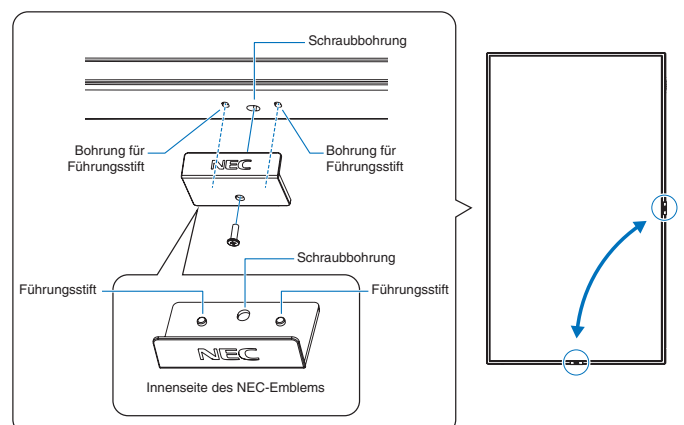 Schraubbohrung
Bohrung für
Führungsstift
Bohrung für
Führungsstift
NEC
Schraubbohrung
Führungsstift
Führungsstift
NEC
Innenseite des NEC-Emblems